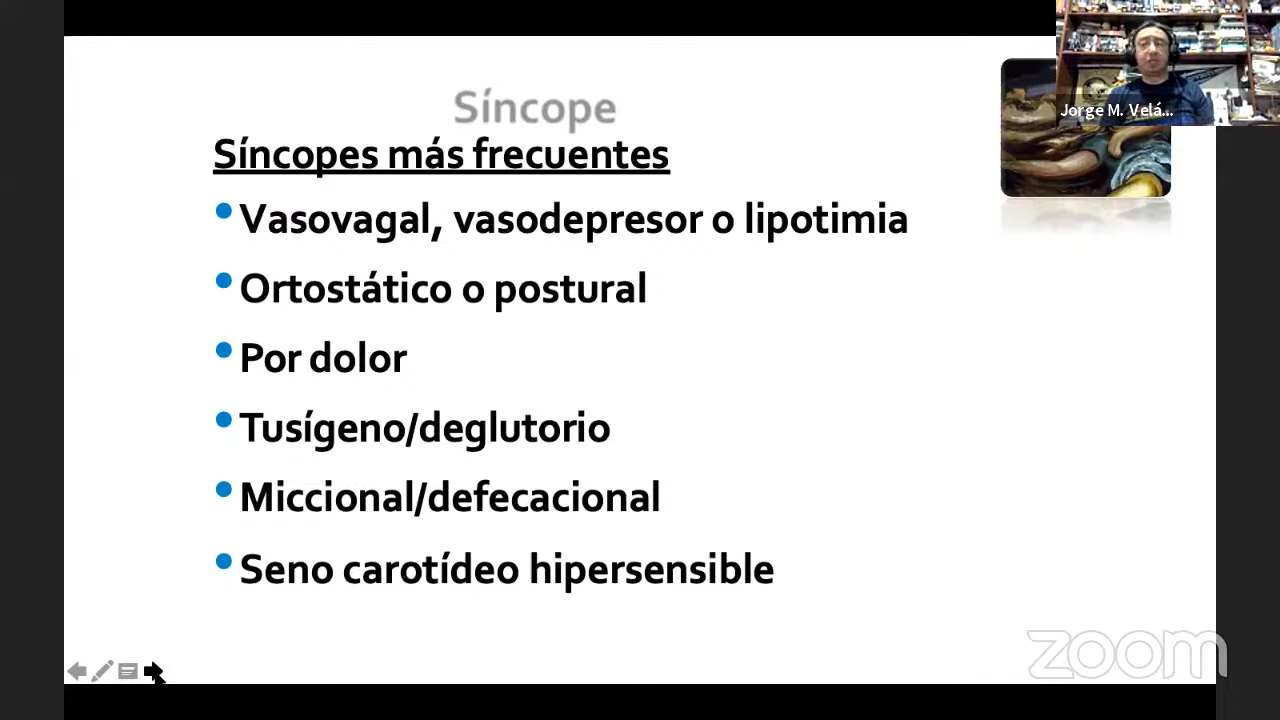 Síncope
Síncopes más frecuentes
Vasovagal, vasodepresor o lipotimia
Ortostático o postural
Por dolor
Tusígeno/deglutorio
Miccional/defecacional
Seno carotídeo hipersensible
Jorge M. Velá...
zoom